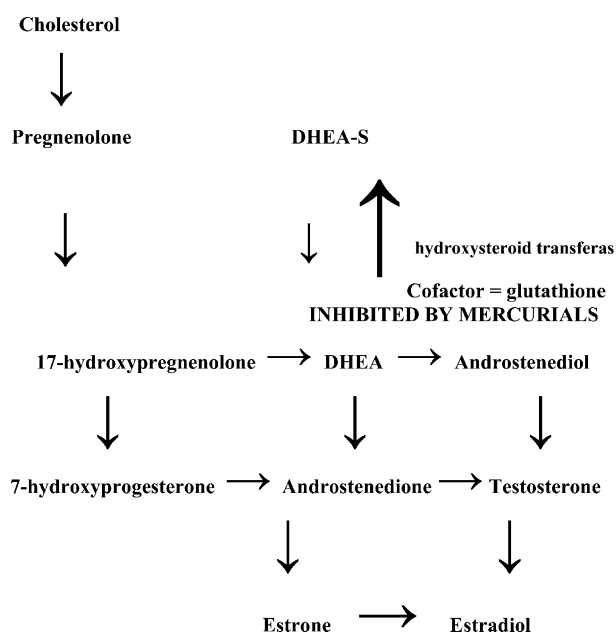 Cholesterol
Pregnenolone DHEA-S
hydroxysteroid transferas
Cofactor = glutathione
INHIBITED BY MERCURIALS
17-hydroxypregnenolone DHEA Androstenediol
7-hydroxyprogesterone Androstenedione Testosterone
Estrone Estradiol